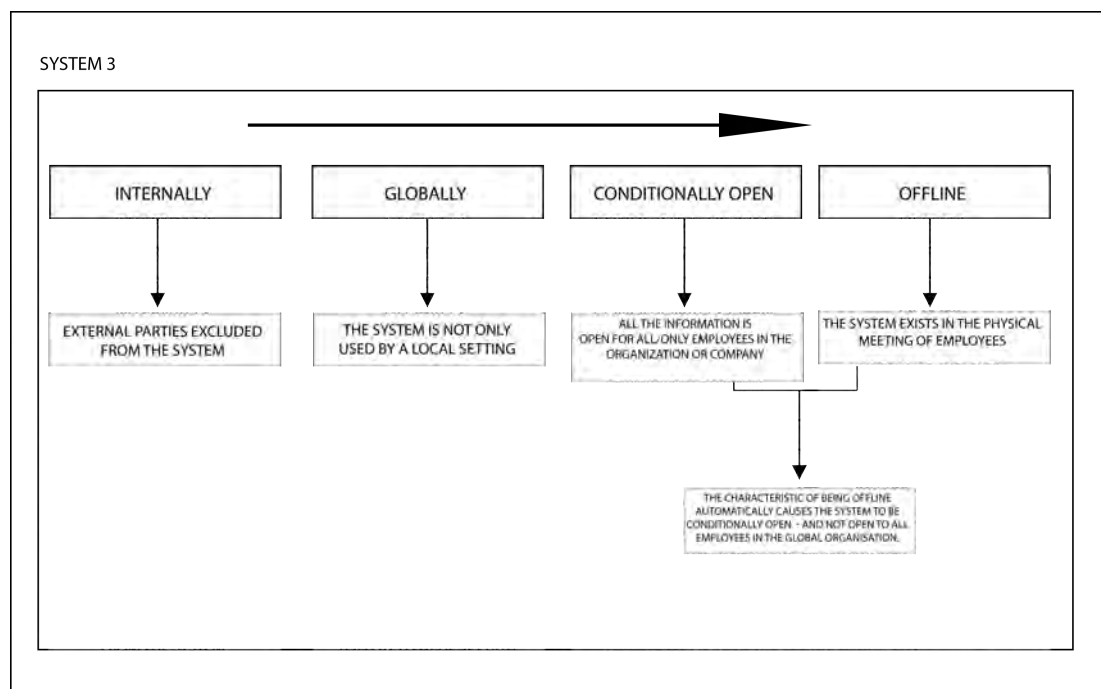 SYSTEM 3
INTERNALLY
GLOBALLY
CONDITIONALLY OPEN
OFFLINE
EXTERNAL PARTIES EXCLUDED
FROM THE SYSTEM
THE SYSTEM IS NOT ONLY
USED BY A LOCAL SETTING
ALL THE INFORMATION IS
OPEN FOR ALL/ONLY EMPLOYEES IN THE
ORGANIZATION OR COMPANY
THE SYSTEM EXISTS IN THE PHYSICAL
MEETING OF EMPLOYEES
THE CHARACTERISTIC OF BEING OFFLINE
AUTOMATICALLY CAUSES THE SYSTEM TO BE
CONDITIONALLY OPEN. - AND NOT OPEN TO ALL
EMPLOYEES IN THE GLOBAL ORGANISATION.